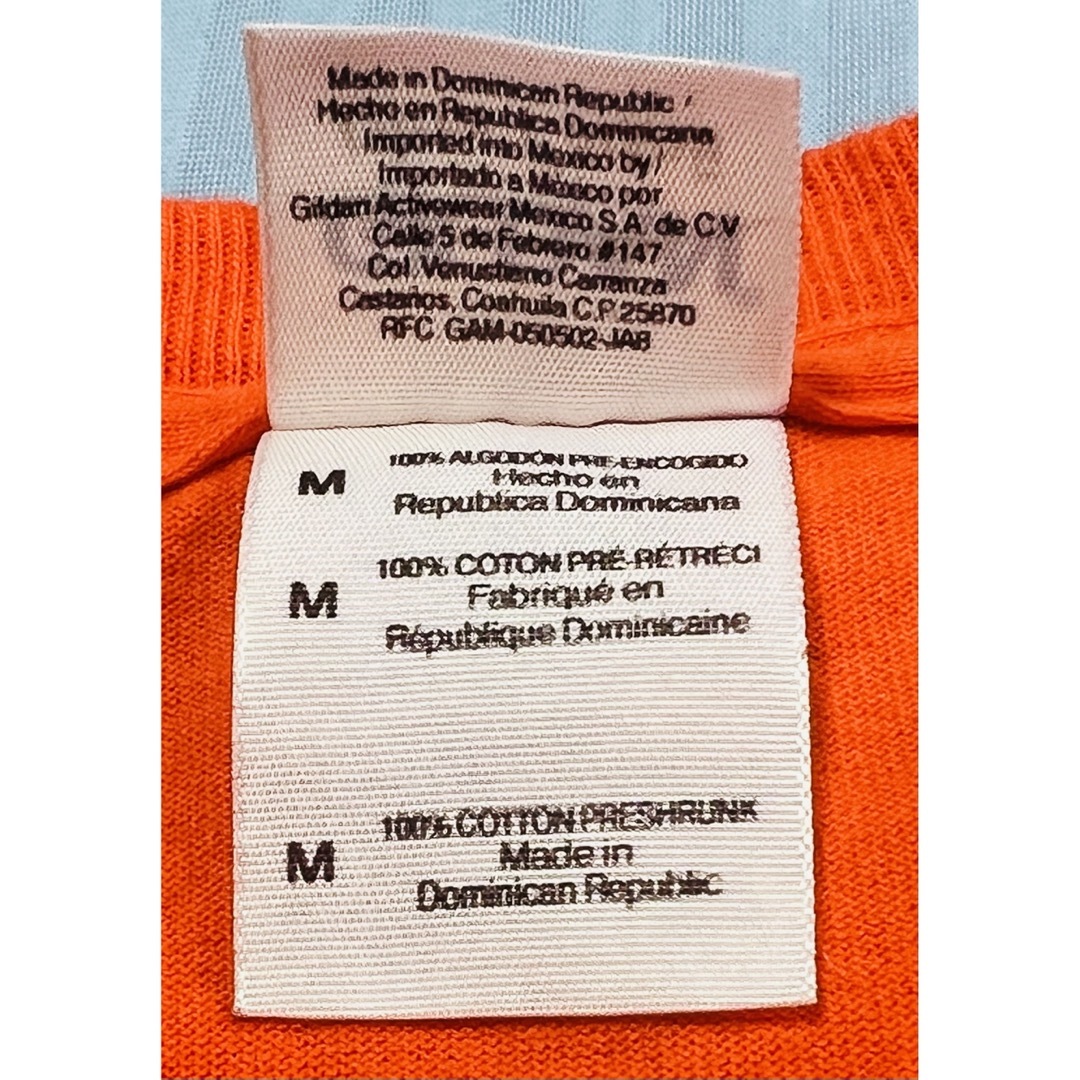 Made in Dominican Republic /
Hecho en Republica Dominicana
Imported into Mexico by/
Importado a Mexico por
Gildan Activewear Mexico S.A. de C.V.
Calle 5 de Febrero #147
Col. Venustiano Carranza
Castaños, Coahuila C.P. 25870
RFC GAM-050502-JA8
M 100% ALGODÓN PRE-ENCOGIDO
Hecho en
Republica Dominicana
M 100% COTON PRÉ-RÉTRÉCI
Fabriqué en
République Dominicaine
M 100% COTTON PRESHRUNK
Made in
Dominican Republic